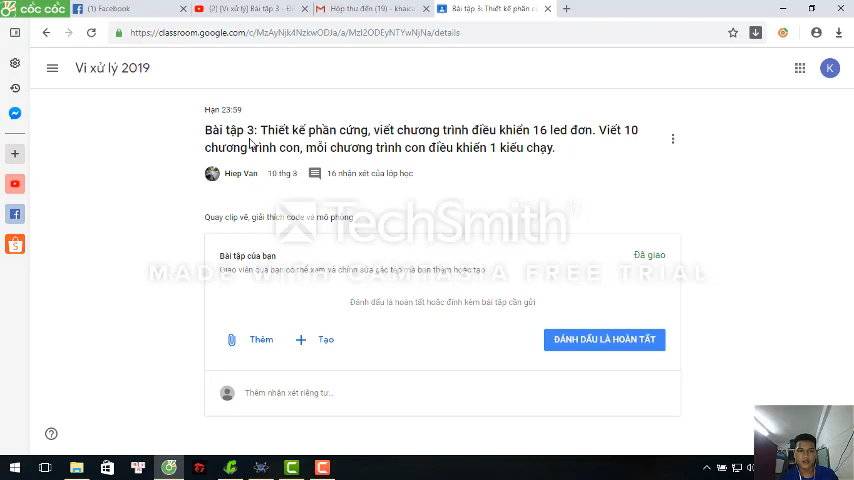 CỐC CỐC
(1) Facebook
(2) [Vi xử lý] Bài tập 3 - Đi
Hộp thư đến (19) - khaica
Bài tập 3: Thiết kế phần cứ
https://classroom.google.com/c/MzAyNjk4NzkwODJa/a/MzI2ODEyNTYwNjNa/details
Vi xử lý 2019
K
Hạn 23:59
Bài tập 3: Thiết kế phần cứng, viết chương trình điều khiển 16 led đơn. Viết 10
chương trình con, mỗi chương trình con điều khiển 1 kiểu chạy.
Hiep Van 10 thg 3 16 nhận xét của lớp học
Quay clip vẽ, giải thích code và mô phỏng
TechSmith
Bài tập của bạn
Đã giao
Giáo viên của bạn có thể xem và chỉnh sửa các tệp mà bạn thêm hoặc tạo
MADE WITH CAMTASIA FREE TRIAL
Đánh dấu là hoàn tất hoặc đính kèm bài tập cần gửi
Thêm
Tạo
ĐÁNH DẤU LÀ HOÀN TẤT
Thêm nhận xét riêng tư...